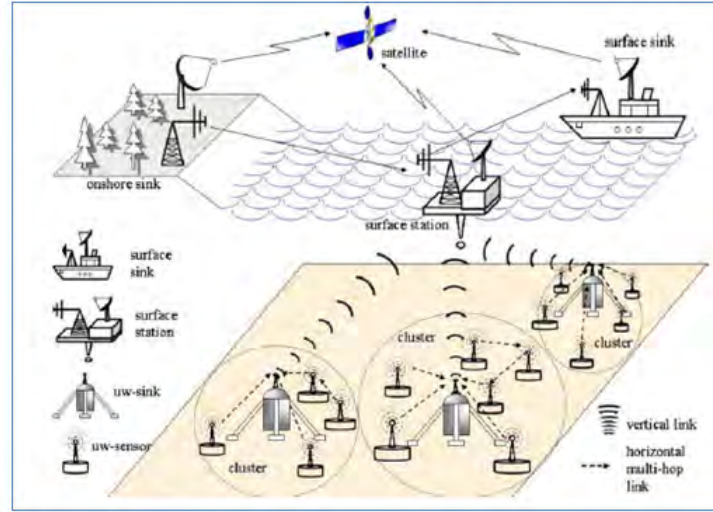 surface sink
satellite
onshore sink
surface station
surface
sink
surface
station
uw-sink
uw-sensor
cluster
cluster
cluster
vertical link
horizontal
multi-hop
link